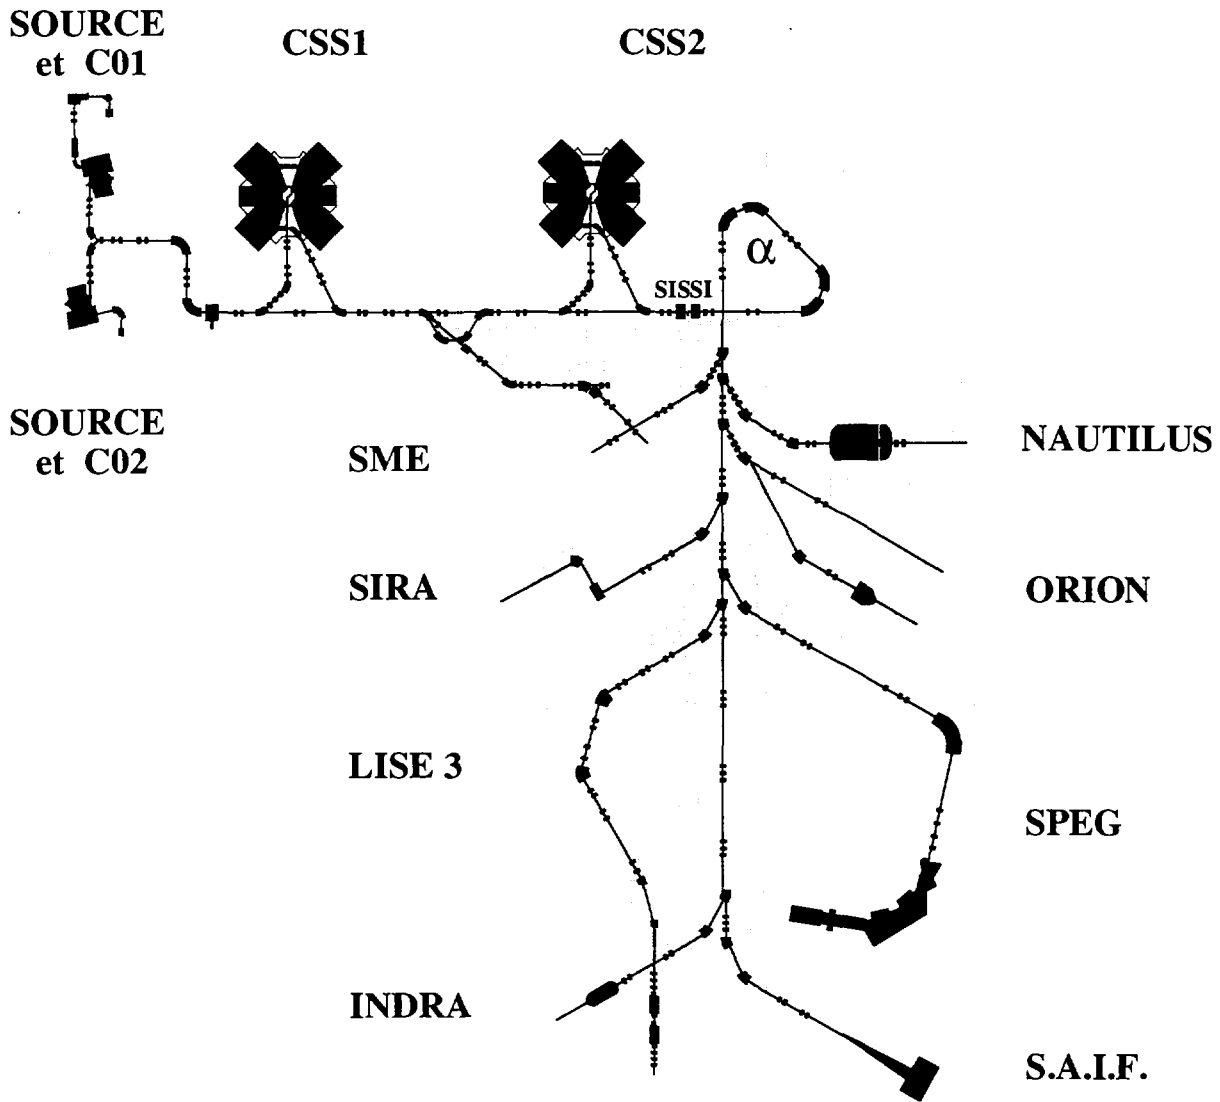 SOURCE
et C01
CSS1
CSS2
α
SISSI
SOURCE
et C02
SME
NAUTILUS
SIRA
ORION
LISE 3
SPEG
INDRA
S.A.I.F.